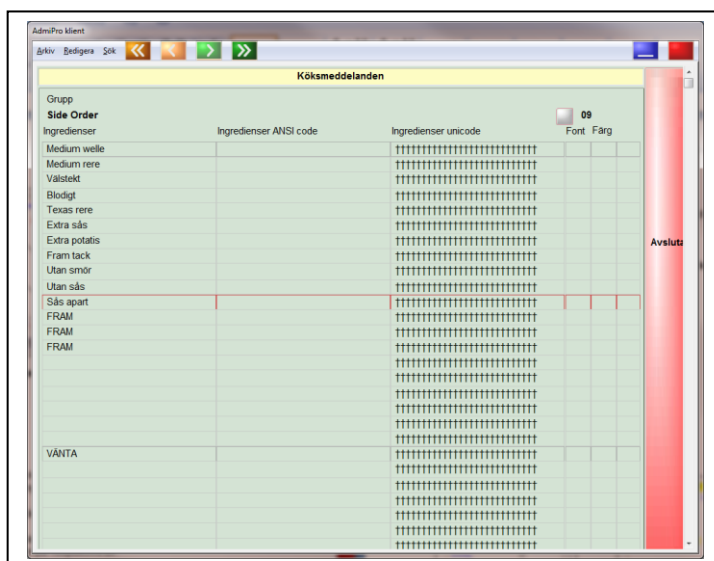 AdmiPro klient
Arkiv Redigera Sök
Köksmeddelanden
Grupp
Side Order 09
Ingredienser Ingredienser ANSI code Ingredienser unicode Font Färg
Medium welle ††††††††††††††††††††††††††
Medium rere ††††††††††††††††††††††††††
Välstekt ††††††††††††††††††††††††††
Blodigt ††††††††††††††††††††††††††
Texas rere ††††††††††††††††††††††††††
Extra sås ††††††††††††††††††††††††††
Extra potatis ††††††††††††††††††††††††††
Avsluta
Fram tack ††††††††††††††††††††††††††
Utan smör ††††††††††††††††††††††††††
Utan sås ††††††††††††††††††††††††††
Sås apart ††††††††††††††††††††††††††
FRAM ††††††††††††††††††††††††††
FRAM ††††††††††††††††††††††††††
FRAM ††††††††††††††††††††††††††
††††††††††††††††††††††††††
††††††††††††††††††††††††††
††††††††††††††††††††††††††
††††††††††††††††††††††††††
††††††††††††††††††††††††††
††††††††††††††††††††††††††
VÄNTA ††††††††††††††††††††††††††
††††††††††††††††††††††††††
††††††††††††††††††††††††††
††††††††††††††††††††††††††
††††††††††††††††††††††††††
††††††††††††††††††††††††††
††††††††††††††††††††††††††